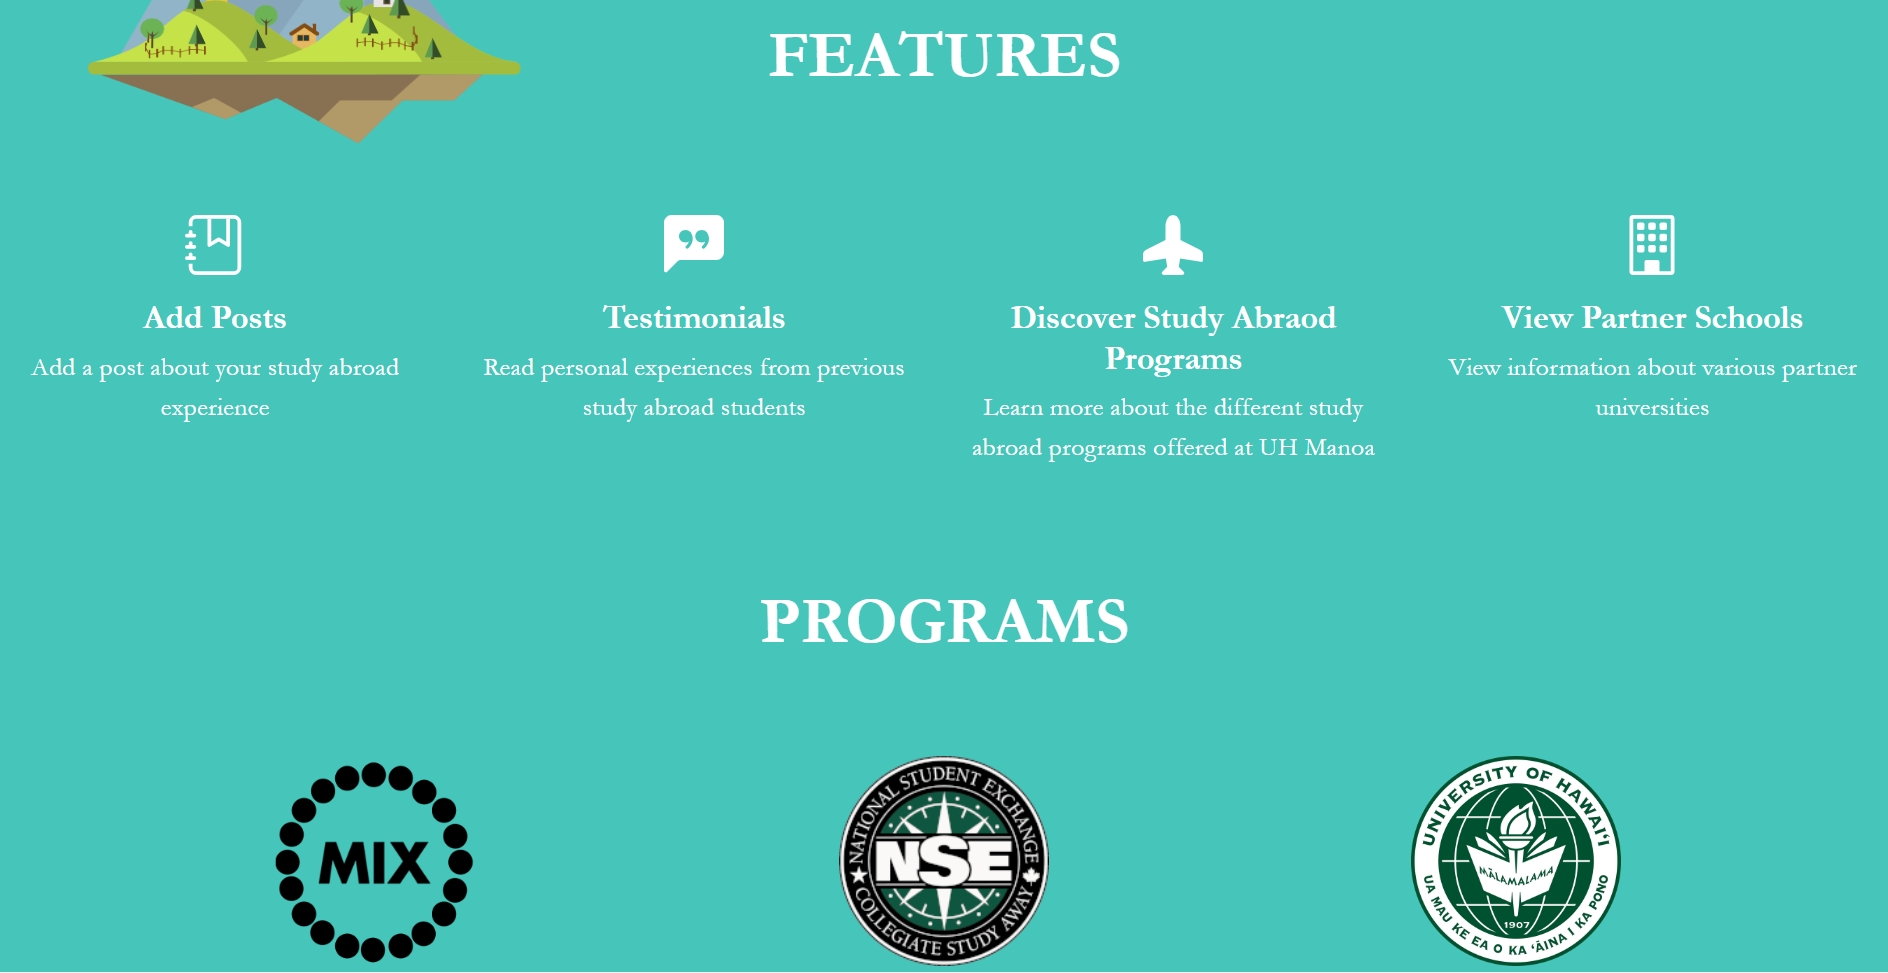 FEATURES
Add Posts
Add a post about your study abroad
experience
Testimonials
Read personal experiences from previous
study abroad students
Discover Study Abraod
Programs
Learn more about the different study
abroad programs offered at UH Manoa
View Partner Schools
View information about various partner
universities
PROGRAMS
MIX
NATIONAL STUDENT EXCHANGE
NSE
COLLEGIATE STUDY AWAY
UNIVERSITY OF HAWAIʻI
MĀLAMALAMA
1907
UA MAU KE EA O KA ʻĀINA I KA PONO